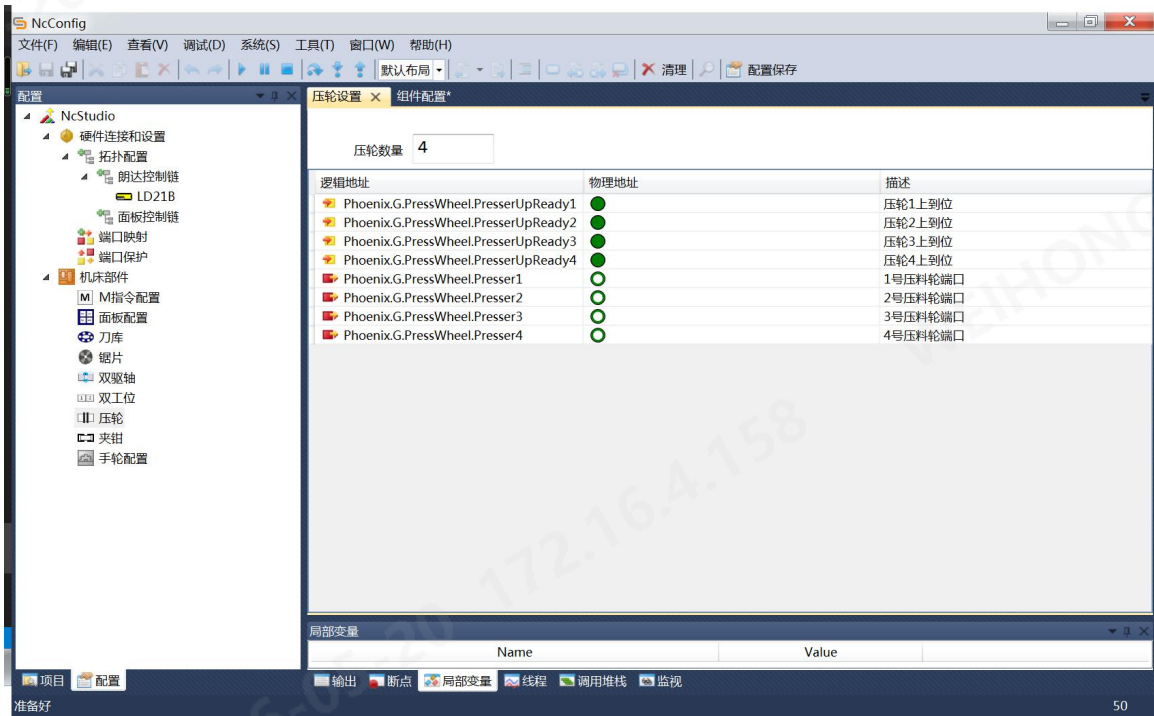 NcConfig
文件(F) 编辑(E) 查看(V) 调试(D) 系统(S) 工具(T) 窗口(W) 帮助(H)
默认布局 清理 配置保存
配置
压轮设置 组件配置*
NcStudio
硬件连接和设置
拓扑配置
朗达控制链
LD21B
面板控制链
端口映射
端口保护
机床部件
M M指令配置
面板配置
刀库
锯片
双驱轴
双工位
压轮
夹钳
手轮配置
压轮数量 4
逻辑地址 物理地址 描述
Phoenix.G.PressWheel.PresserUpReady1 压轮1上到位
Phoenix.G.PressWheel.PresserUpReady2 压轮2上到位
Phoenix.G.PressWheel.PresserUpReady3 压轮3上到位
Phoenix.G.PressWheel.PresserUpReady4 压轮4上到位
Phoenix.G.PressWheel.Presser1 1号压料轮端口
Phoenix.G.PressWheel.Presser2 2号压料轮端口
Phoenix.G.PressWheel.Presser3 3号压料轮端口
Phoenix.G.PressWheel.Presser4 4号压料轮端口
WEIHONG
172.16.4.158
局部变量
Name Value
项目 配置
输出 断点 局部变量 线程 调用堆栈 监视
准备好 50